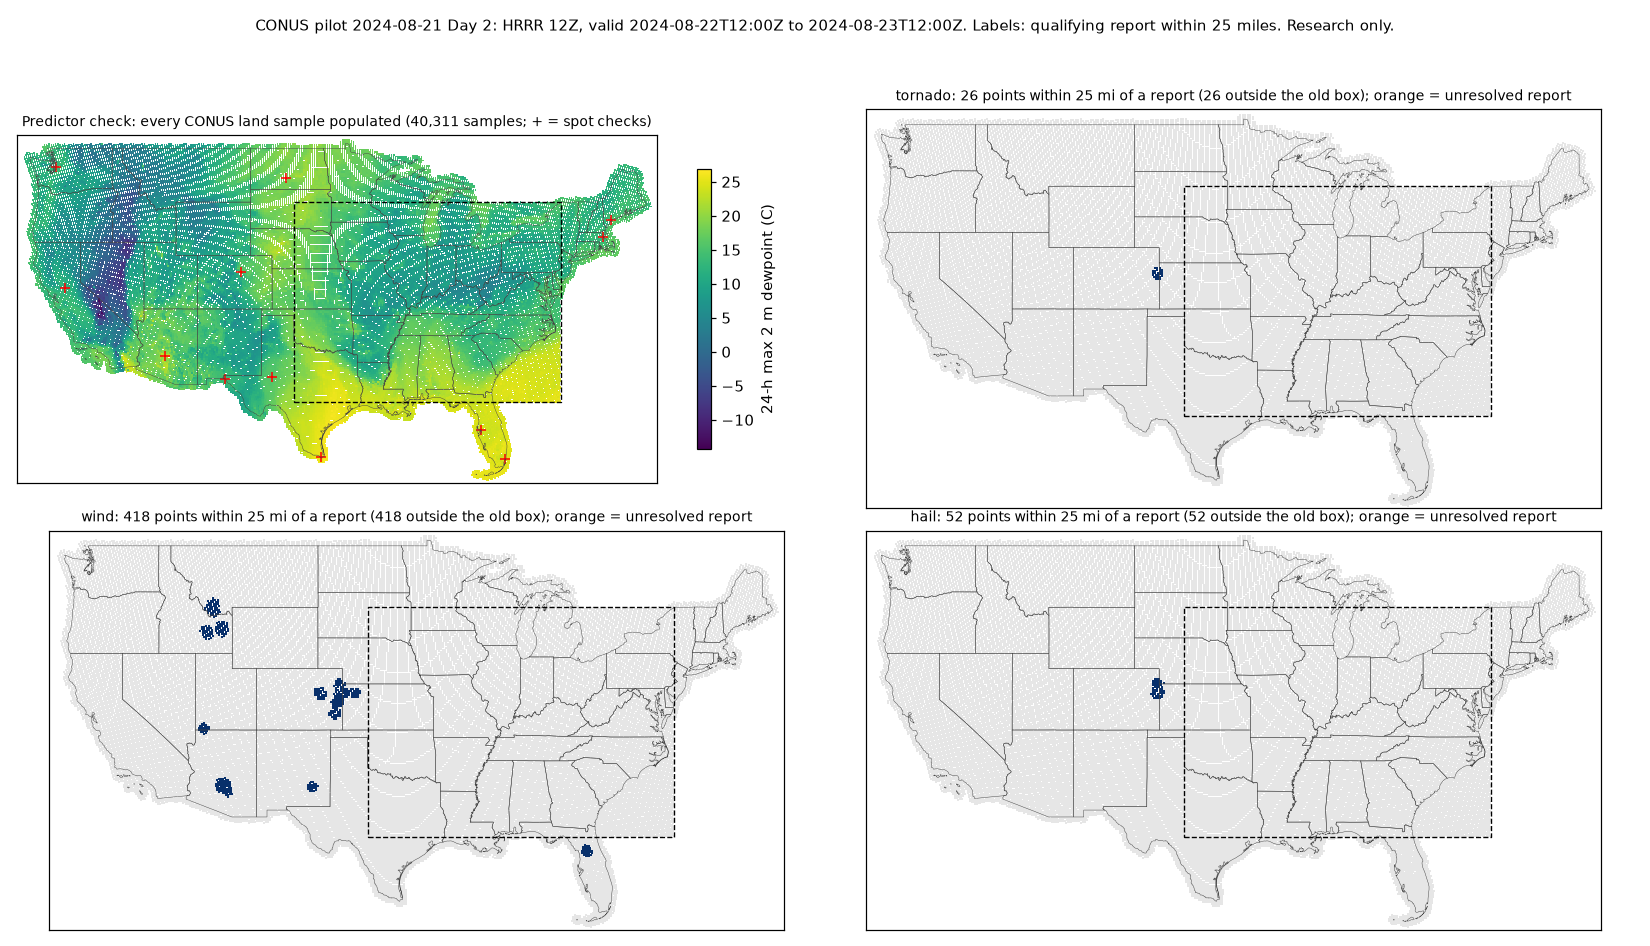 CONUS pilot 2024-08-21 Day 2: HRRR 12Z, valid 2024-08-22T12:00Z to 2024-08-23T12:00Z. Labels: qualifying report within 25 miles. Research only.
Predictor check: every CONUS land sample populated (40,311 samples; + = spot checks)
25
20
15
10
5
0
−5
−10
24-h max 2 m dewpoint (C)
tornado: 26 points within 25 mi of a report (26 outside the old box); orange = unresolved report
wind: 418 points within 25 mi of a report (418 outside the old box); orange = unresolved report
hail: 52 points within 25 mi of a report (52 outside the old box); orange = unresolved report